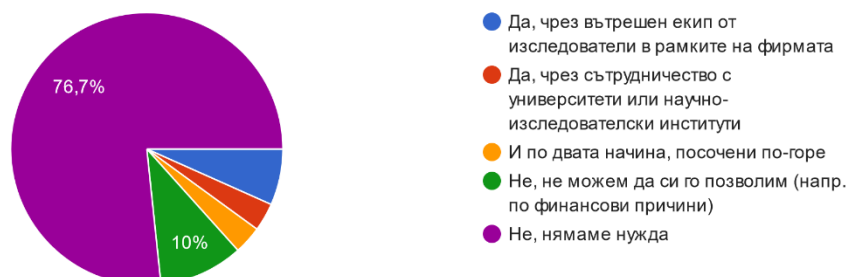 76,7%
10%
Да, чрез вътрешен екип от
изследователи в рамките на фирмата
Да, чрез сътрудничество с
университети или научно-
изследователски институти
И по двата начина, посочени по-горе
Не, не можем да си го позволим (напр.
по финансови причини)
Не, нямаме нужда